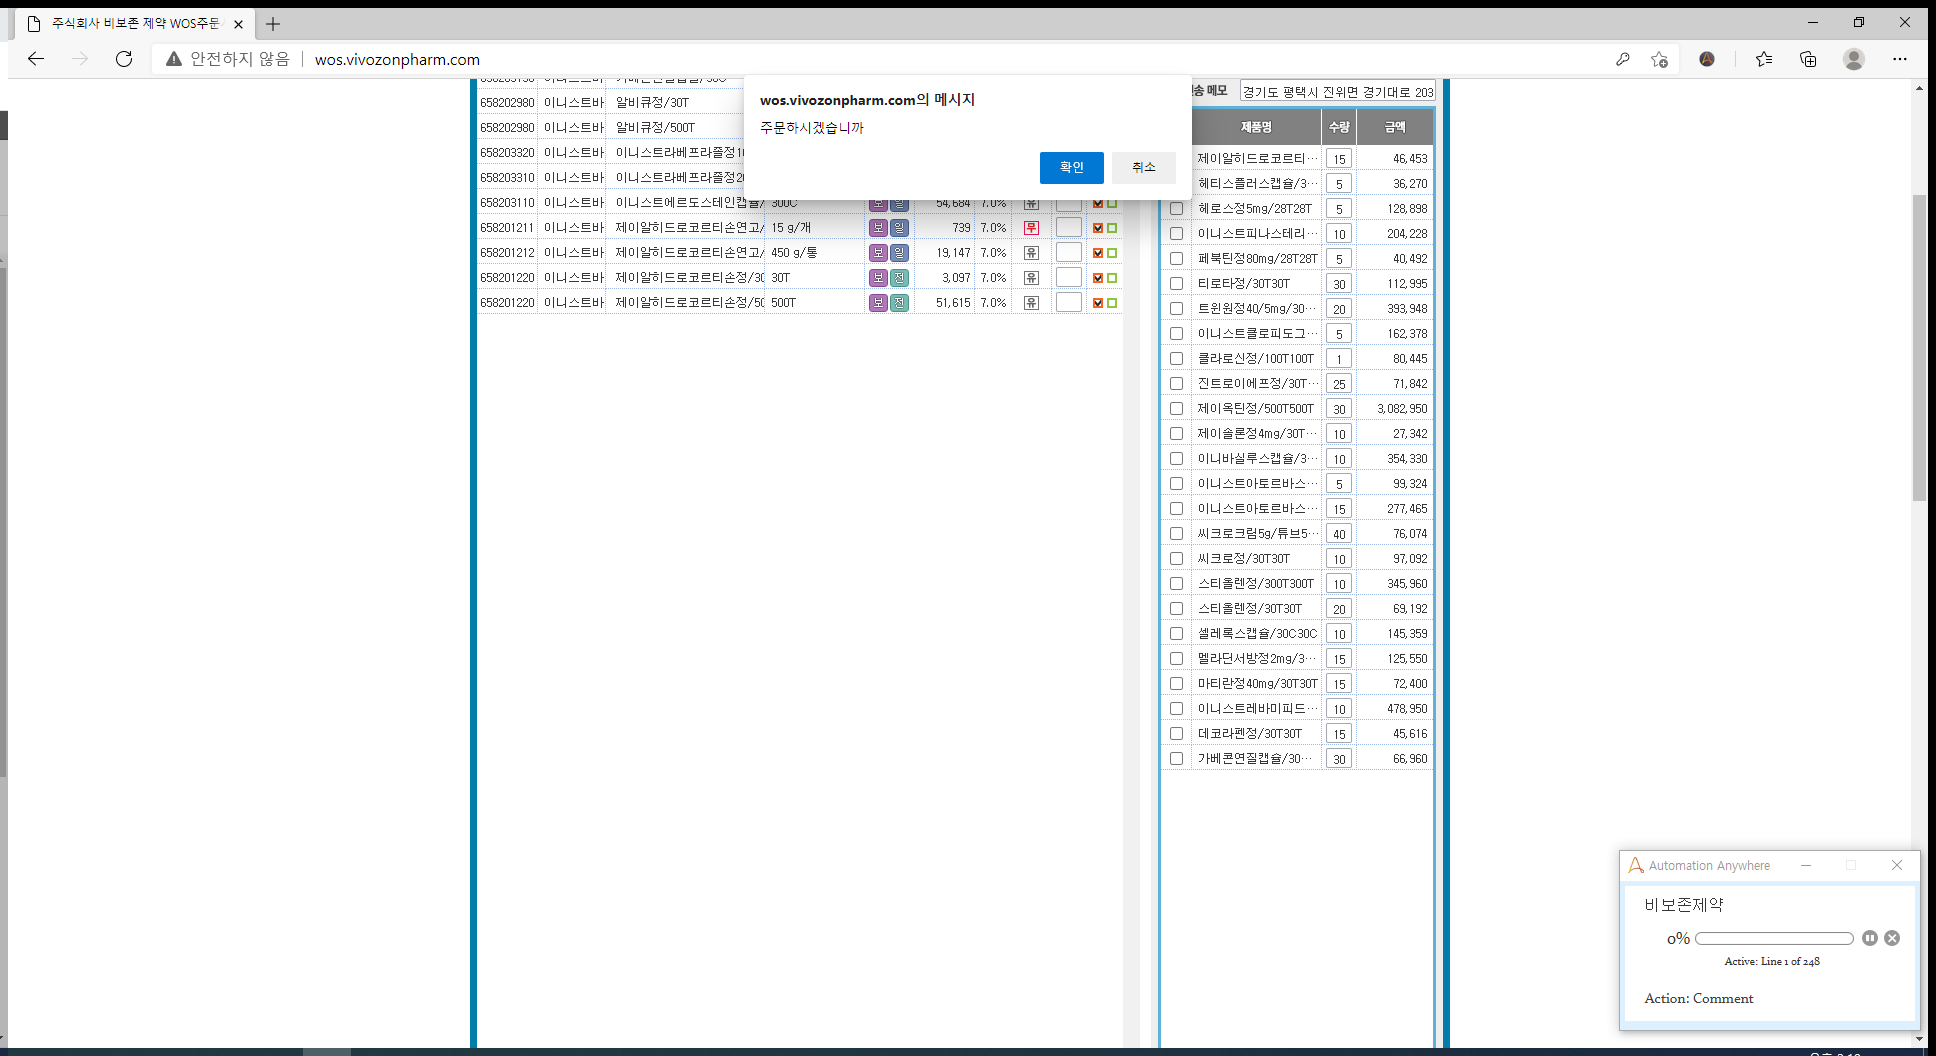 주식회사 비보존 제약 WOS주문
안전하지 않음
wos.vivozonpharm.com
wos.vivozonpharm.com의 메시지
주문하시겠습니까
확인 취소
메모 경기도 평택시 진위면 경기대로 203
658202980 이니스트바 알비큐정/30T
658202980 이니스트바 알비큐정/500T
658203320 이니스트바 이니스트라베프라졸정1
658203310 이니스트바 이니스트라베프라졸정2
658203110 이니스트바 이니스트에르도스테인캡슐/ 300C 보 일 54,684 7.0% 유
658201211 이니스트바 제이알히드로코르티손연고/ 15 g/개 보 일 739 7.0% 무
658201212 이니스트바 제이알히드로코르티손연고/ 450 g/통 보 일 19,147 7.0% 유
658201220 이니스트바 제이알히드로코르티손정/30 30T 보 전 3,097 7.0% 유
658201220 이니스트바 제이알히드로코르티손정/50 500T 보 전 51,615 7.0% 유
제품명 수량 금액
제이알히드로코르티··· 15 46,453
헤티스플러스캡슐/3··· 5 36,270
헤로스정5mg/28T28T 5 128,898
이니스트피나스테리··· 10 204,228
페북틴정80mg/28T28T 5 40,492
티로타정/30T30T 30 112,995
트윈원정40/5mg/30··· 20 393,948
이니스트클로피도그··· 5 162,378
클라로신정/100T100T 1 80,445
진트로이에프정/30T··· 25 71,842
제이옥틴정/500T500T 30 3,082,950
제이솔론정4mg/30T··· 10 27,342
이니바실루스캡슐/3··· 10 354,330
이니스트아토르바스··· 5 99,324
이니스트아토르바스··· 15 277,465
씨크로크림5g/튜브5··· 40 76,074
씨크로정/30T30T 10 97,092
스티올렌정/300T300T 10 345,960
스티올렌정/30T30T 20 69,192
셀레록스캡슐/30C30C 10 145,359
멜라던서방정2mg/3··· 15 125,550
마티란정40mg/30T30T 15 72,400
이니스트레바미피드··· 10 478,950
데코라펜정/30T30T 15 45,616
가베콘연질캡슐/30··· 30 66,960
Automation Anywhere
비보존제약
0%
Active: Line 1 of 248
Action: Comment